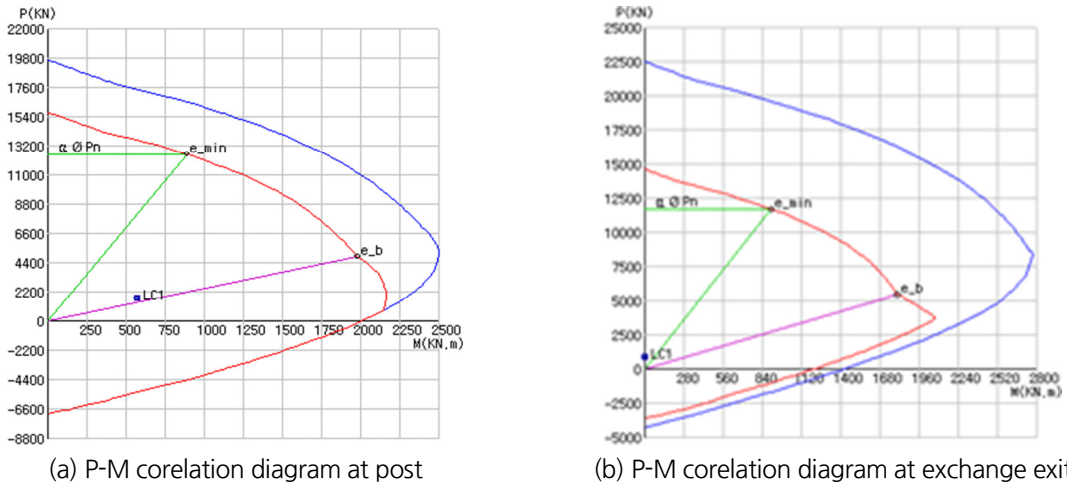 P(KN)
22000
19800
17600
15400
13200
11000
8800
6600
4400
2200
0
-2200
-4400
-6600
-8800
α Ø Pn
e_min
e_b
LC1
250 500 750 1000 1250 1500 1750 2000 2250 2500
M(KN.m)
(a) P-M corelation diagram at post
P(KN)
25000
22500
20000
17500
15000
12500
10000
7500
5000
2500
0
-2500
-5000
α Ø Pn
e_min
e_b
LC1
280 560 840 1120 1400 1680 1960 2240 2520 2800
M(KN.m)
(b) P-M corelation diagram at exchange exit